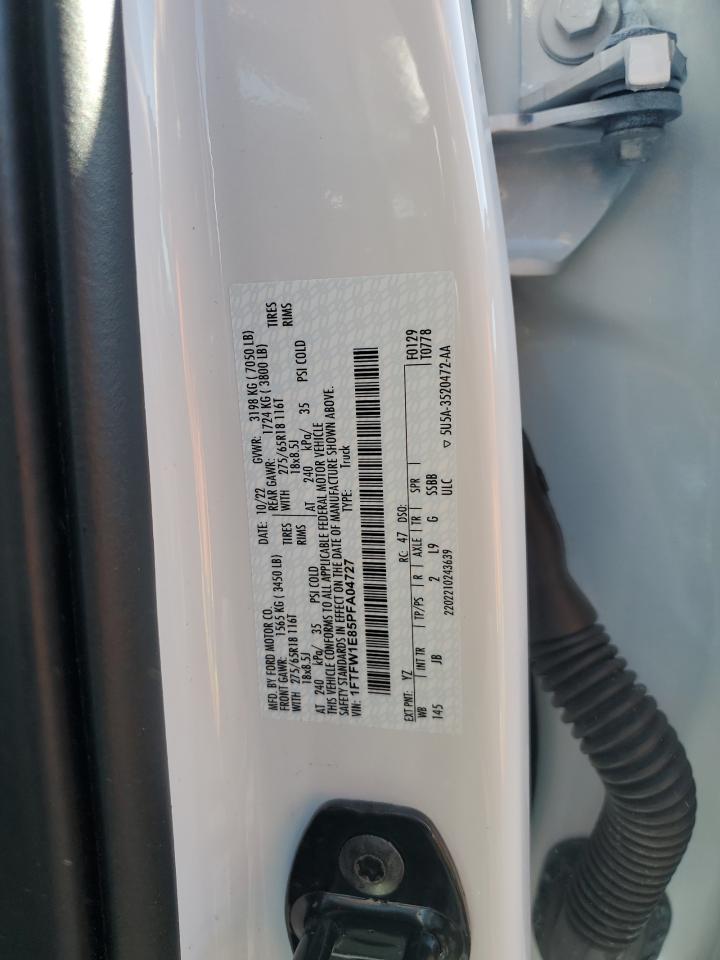 MFD. BY FORD MOTOR CO.
DATE: 10/22 GVWR: 3198 KG ( 7050 LB)
FRONT GAWR: 1565 KG ( 3450 LB) REAR GAWR: 1724 KG ( 3800 LB)
WITH 275/65R18 116T TIRES WITH 275/65R18 116T TIRES
18x8.5J RIMS 18x8.5J RIMS
AT 240 kPa/ 35 PSI COLD AT 240 kPa/ 35 PSI COLD
THIS VEHICLE CONFORMS TO ALL APPLICABLE FEDERAL MOTOR VEHICLE
SAFETY STANDARDS IN EFFECT ON THE DATE OF MANUFACTURE SHOWN ABOVE.
VIN: 1FTFW1E85PFA04727 TYPE: Truck
EXT PNT: YZ RC: 47 DSO: F0129
WB INT TR TP/PS R AXLE TR SPR T0778
145 JB 2 L9 G SSBB
2202210243639 ULC ▽ 5U5A-3520472-AA